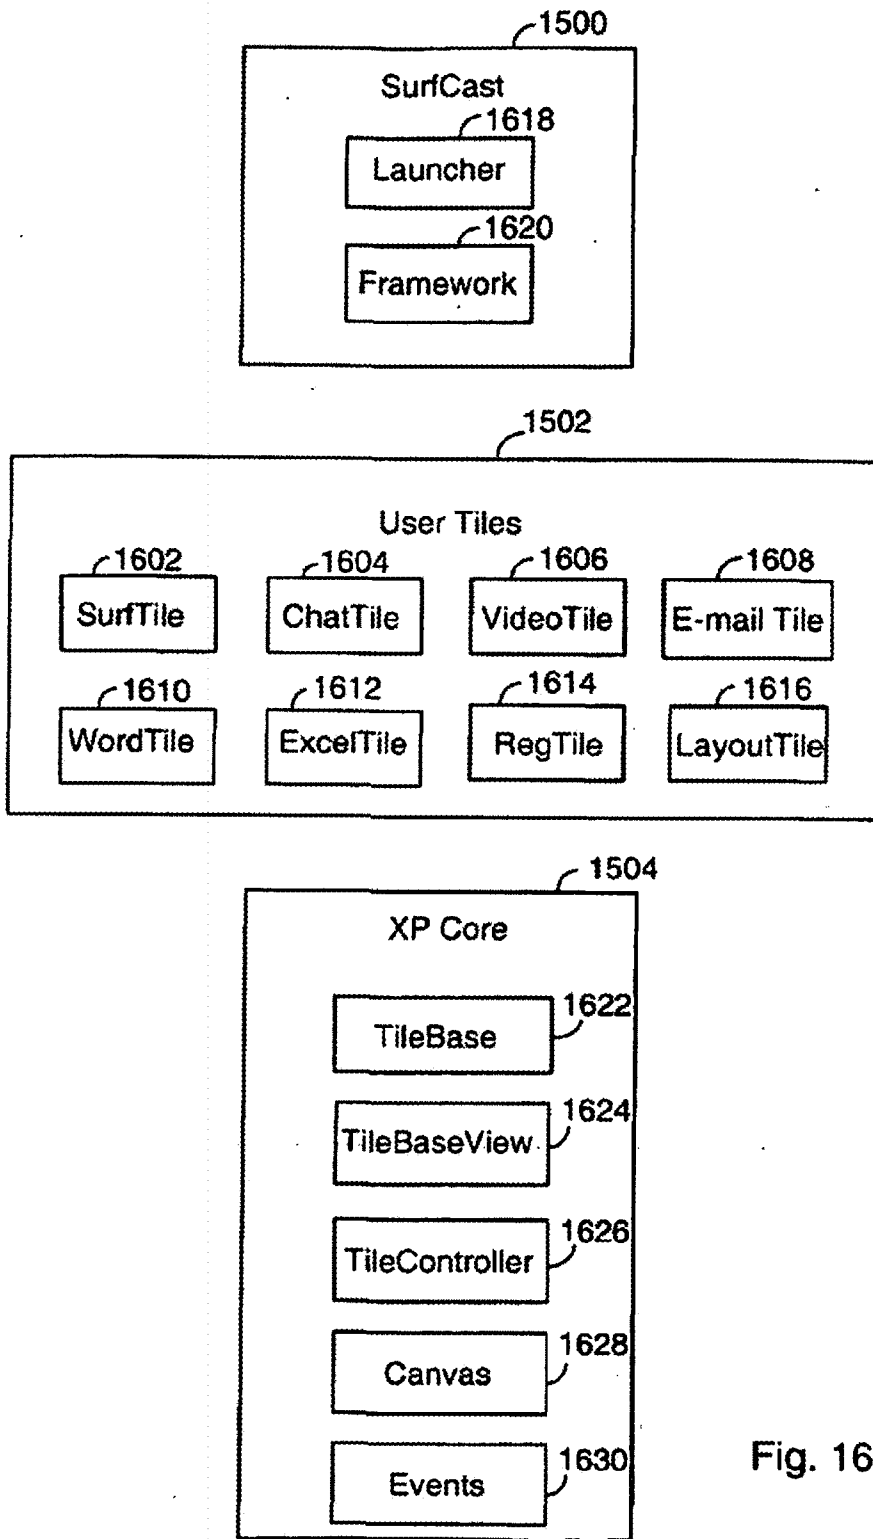 1500
SurfCast
1618
Launcher
1620
Framework
1502
User Tiles
1602 1604 1606 1608
SurfTile ChatTile VideoTile E-mail Tile
1610 1612 1614 1616
WordTile ExcelTile RegTile LayoutTile
1504
XP Core
1622
TileBase
1624
TileBaseView
1626
TileController
1628
Canvas
1630
Events
Fig. 16